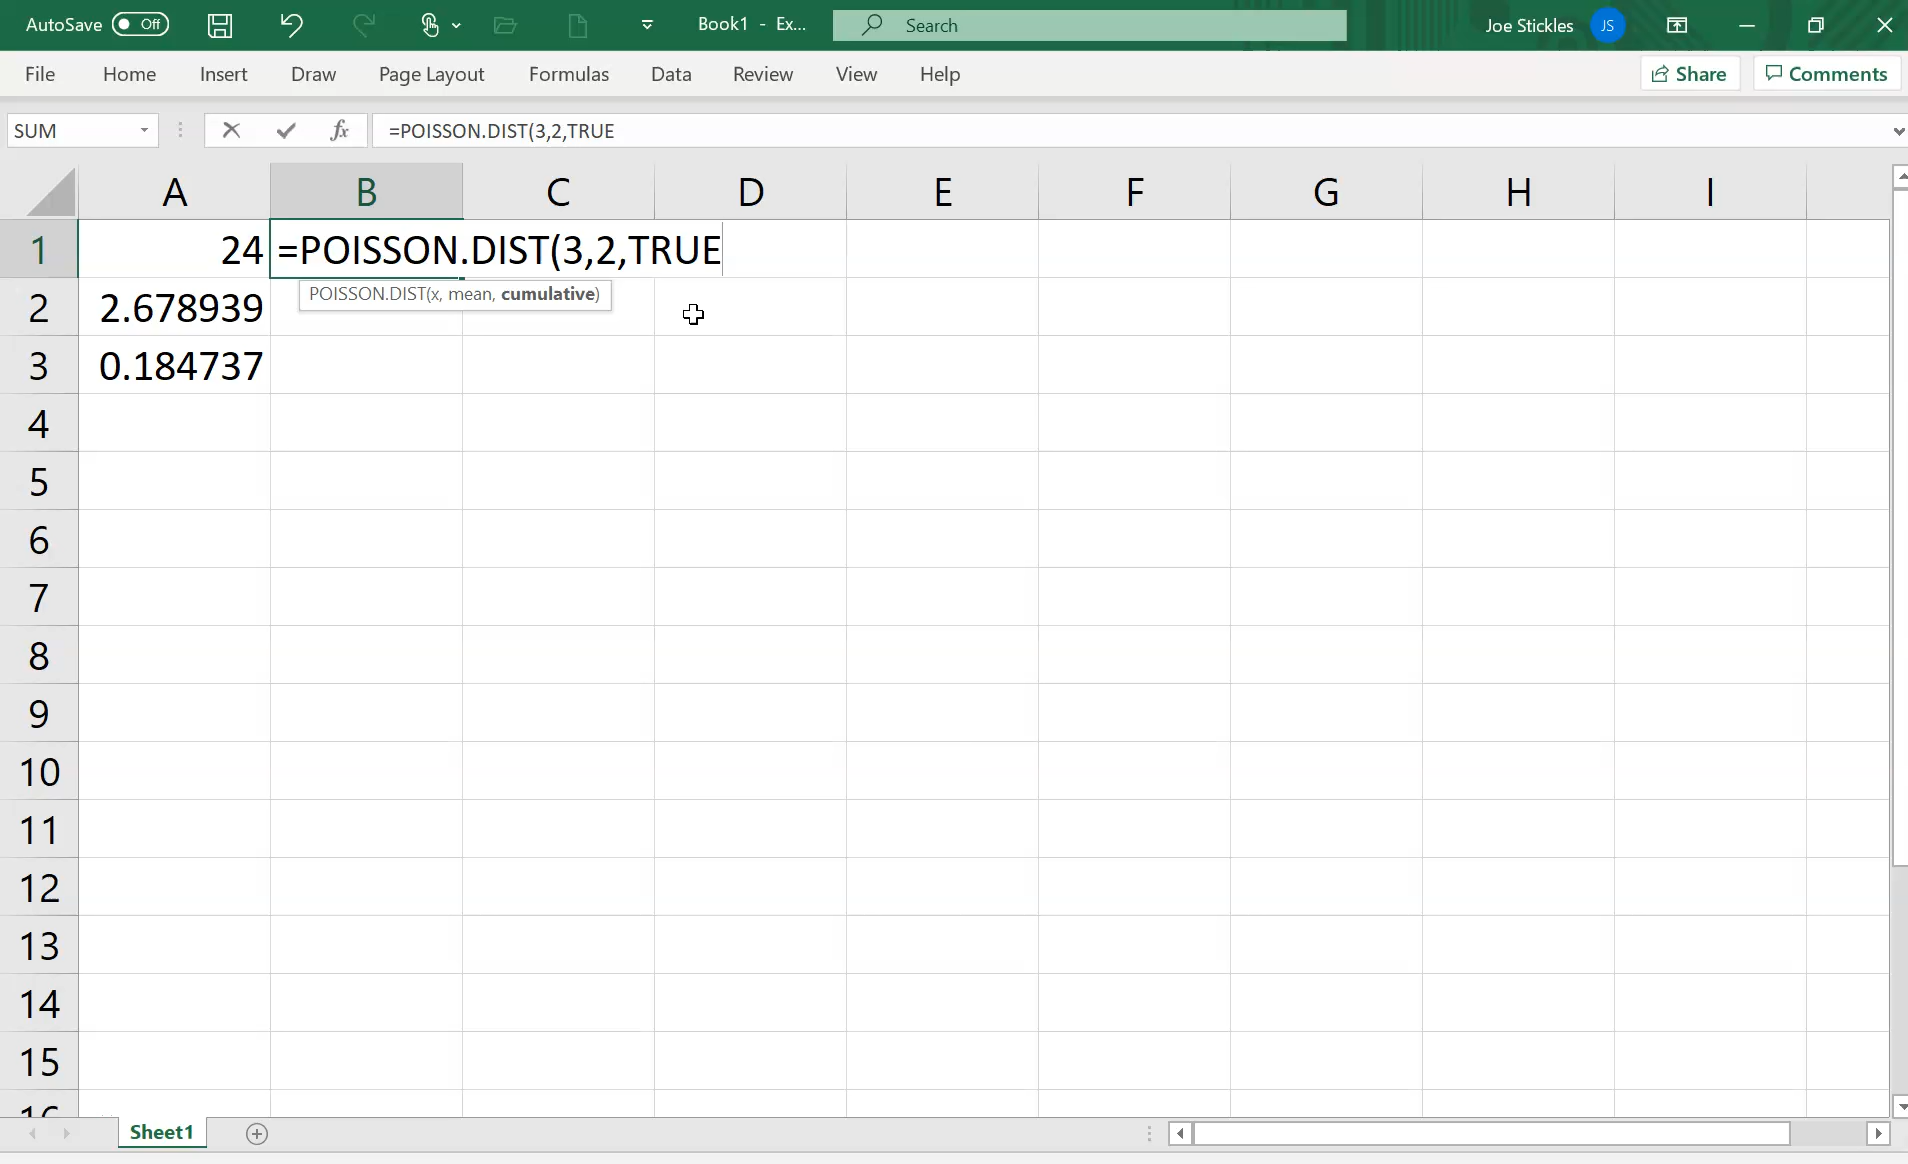 AutoSave Off Book1 - Ex... Search Joe Stickles JS
File Home Insert Draw Page Layout Formulas Data Review View Help Share Comments
SUM fx =POISSON.DIST(3,2,TRUE
A B C D E F G H I
1 24 =POISSON.DIST(3,2,TRUE
POISSON.DIST(x, mean, cumulative)
2 2.678939
3 0.184737
4
5
6
7
8
9
10
11
12
13
14
15
16
Sheet1